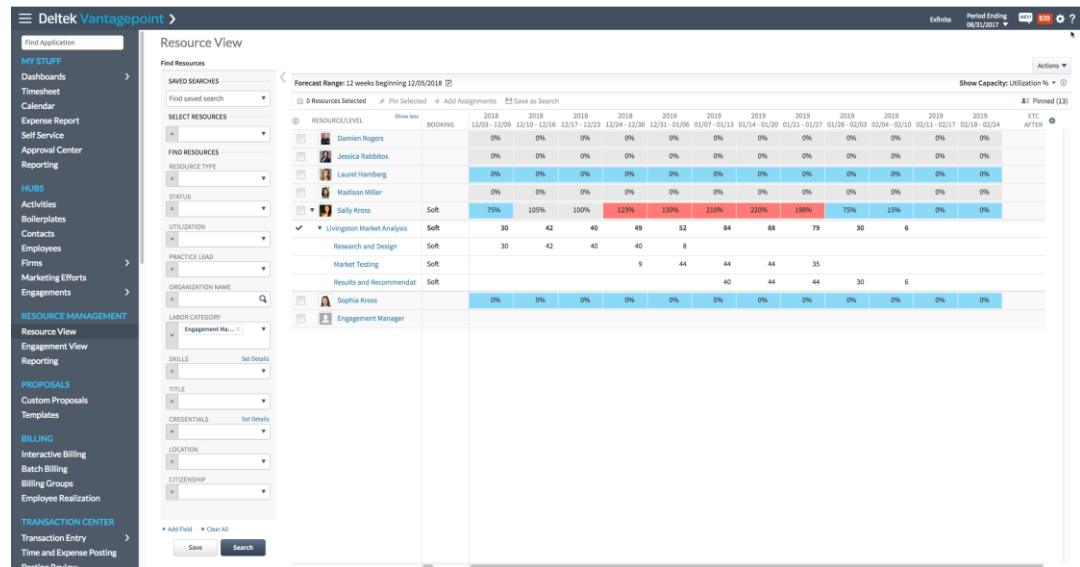 Deltek Vantagepoint
Exfinite
Period Ending
08/31/2017
839
?
Find Application
MY STUFF
Dashboards
Timesheet
Calendar
Expense Report
Self Service
Approval Center
Reporting
HUBS
Activities
Boilerplates
Contacts
Employees
Firms
Marketing Efforts
Engagements
RESOURCE MANAGEMENT
Resource View
Engagement View
Reporting
PROPOSALS
Custom Proposals
Templates
BILLING
Interactive Billing
Batch Billing
Billing Groups
Employee Realization
TRANSACTION CENTER
Transaction Entry
Time and Expense Posting
Posting Review
Resource View
Find Resources
SAVED SEARCHES
Find saved search
SELECT RESOURCES
=
FIND RESOURCES
RESOURCE TYPE
=
STATUS
=
UTILIZATION
=
PRACTICE LEAD
=
ORGANIZATION NAME
=
LABOR CATEGORY
= Engagement Ma... ×
SKILLS Set Details
=
TITLE
=
CREDENTIALS Set Details
=
LOCATION
=
CITIZENSHIP
=
+ Add Field × Clear All
Save Search
Actions
Forecast Range: 12 weeks beginning 12/05/2018
Show Capacity: Utilization %
0 Resources Selected Pin Selected + Add Assignments Save as Search Pinned (13)
RESOURCE/LEVEL Show less BOOKING 2018 12/03 - 12/09 2018 12/10 - 12/16 2018 12/17 - 12/23 2018 12/24 - 12/30 2019 12/31 - 01/06 2019 01/07 - 01/13 2019 01/14 - 01/20 2019 01/21 - 01/27 2019 01/28 - 02/03 2019 02/04 - 02/10 2019 02/11 - 02/17 2019 02/18 - 02/24 ETC AFTER
Damien Rogers 0% 0% 0% 0% 0% 0% 0% 0% 0% 0% 0% 0%
Jessica Rabbitos 0% 0% 0% 0% 0% 0% 0% 0% 0% 0% 0% 0%
Laurel Hamberg 0% 0% 0% 0% 0% 0% 0% 0% 0% 0% 0% 0%
Madison Miller 0% 0% 0% 0% 0% 0% 0% 0% 0% 0% 0% 0%
Sally Kross Soft 75% 105% 100% 123% 130% 210% 220% 198% 75% 15% 0% 0%
Livingston Market Analysis Soft 30 42 40 49 52 84 88 79 30 6
Research and Design Soft 30 42 40 40 8
Market Testing Soft 9 44 44 44 35
Results and Recommendati Soft 40 44 44 30 6
Sophia Kross 0% 0% 0% 0% 0% 0% 0% 0% 0% 0% 0% 0%
Engagement Manager